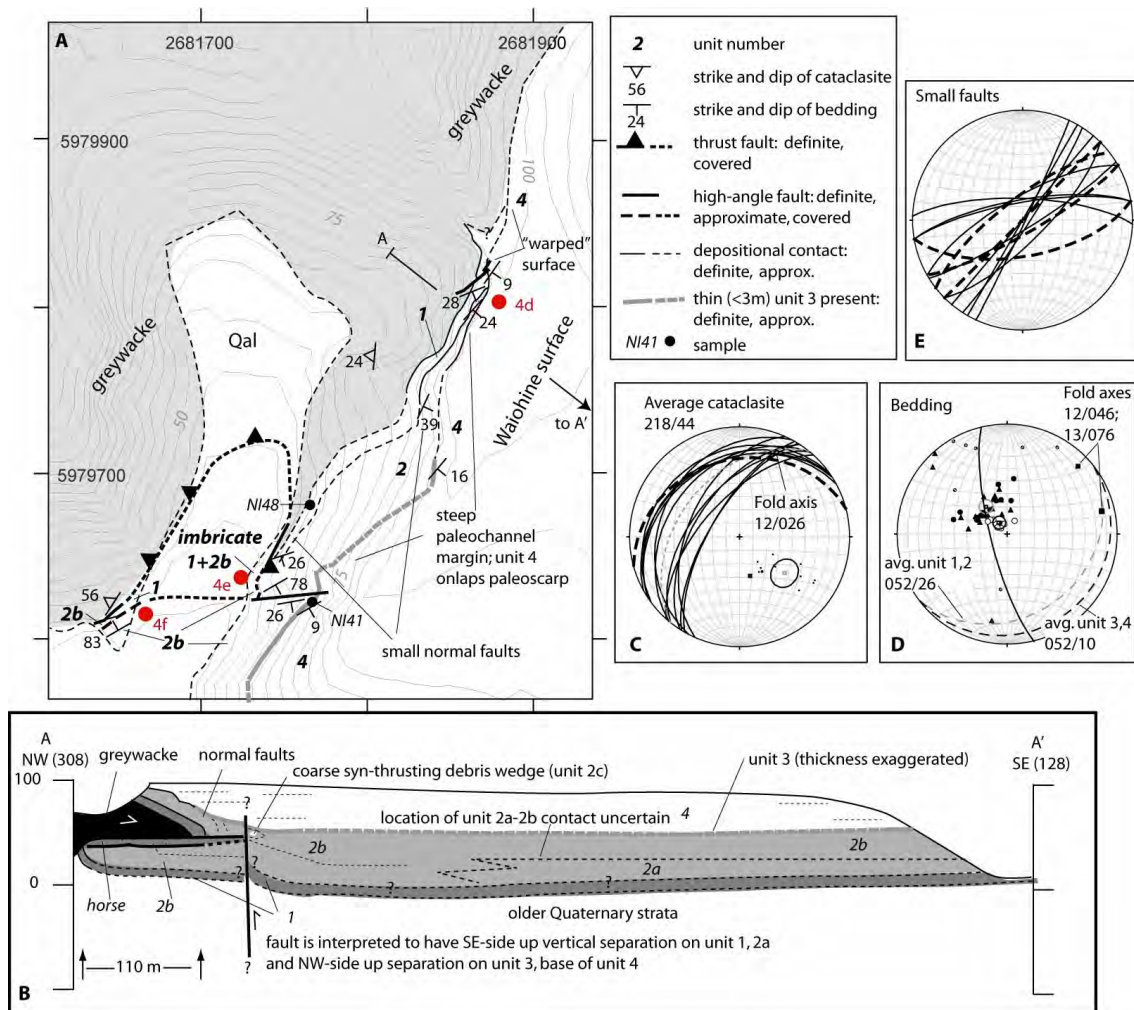 A
2681700
2681900
5979900
greywacke
100
4
75
A
"warped"
surface
9
28
4d
24
1
Qal
24
greywacke
50
Waiohine surface
to A'
39
4
2
5979700
16
NI48
steep
paleochannel
margin; unit 4
onlaps paleoscarp
imbricate
1+2b
26
4e
78
56
1
2b
4f
26
NI41
9
83
2b
small normal faults
4
2 unit number
56 strike and dip of cataclasite
24 strike and dip of bedding
thrust fault: definite,
covered
high-angle fault: definite,
approximate, covered
depositional contact:
definite, approx.
thin (<3m) unit 3 present:
definite, approx.
NI41 sample
Small faults
E
Average cataclasite
218/44
Fold axis
12/026
C
Bedding
Fold axes
12/046;
13/076
avg. unit 1,2
052/26
avg. unit 3,4
052/10
D
A
NW (308)
greywacke
normal faults
coarse syn-thrusting debris wedge (unit 2c)
unit 3 (thickness exaggerated)
A'
SE (128)
100
?
location of unit 2a-2b contact uncertain
4
2b
2b
2a
?
?
?
?
?
0
horse
2b
1
older Quaternary strata
fault is interpreted to have SE-side up vertical separation on unit 1, 2a
and NW-side up separation on unit 3, base of unit 4
?
110 m
B